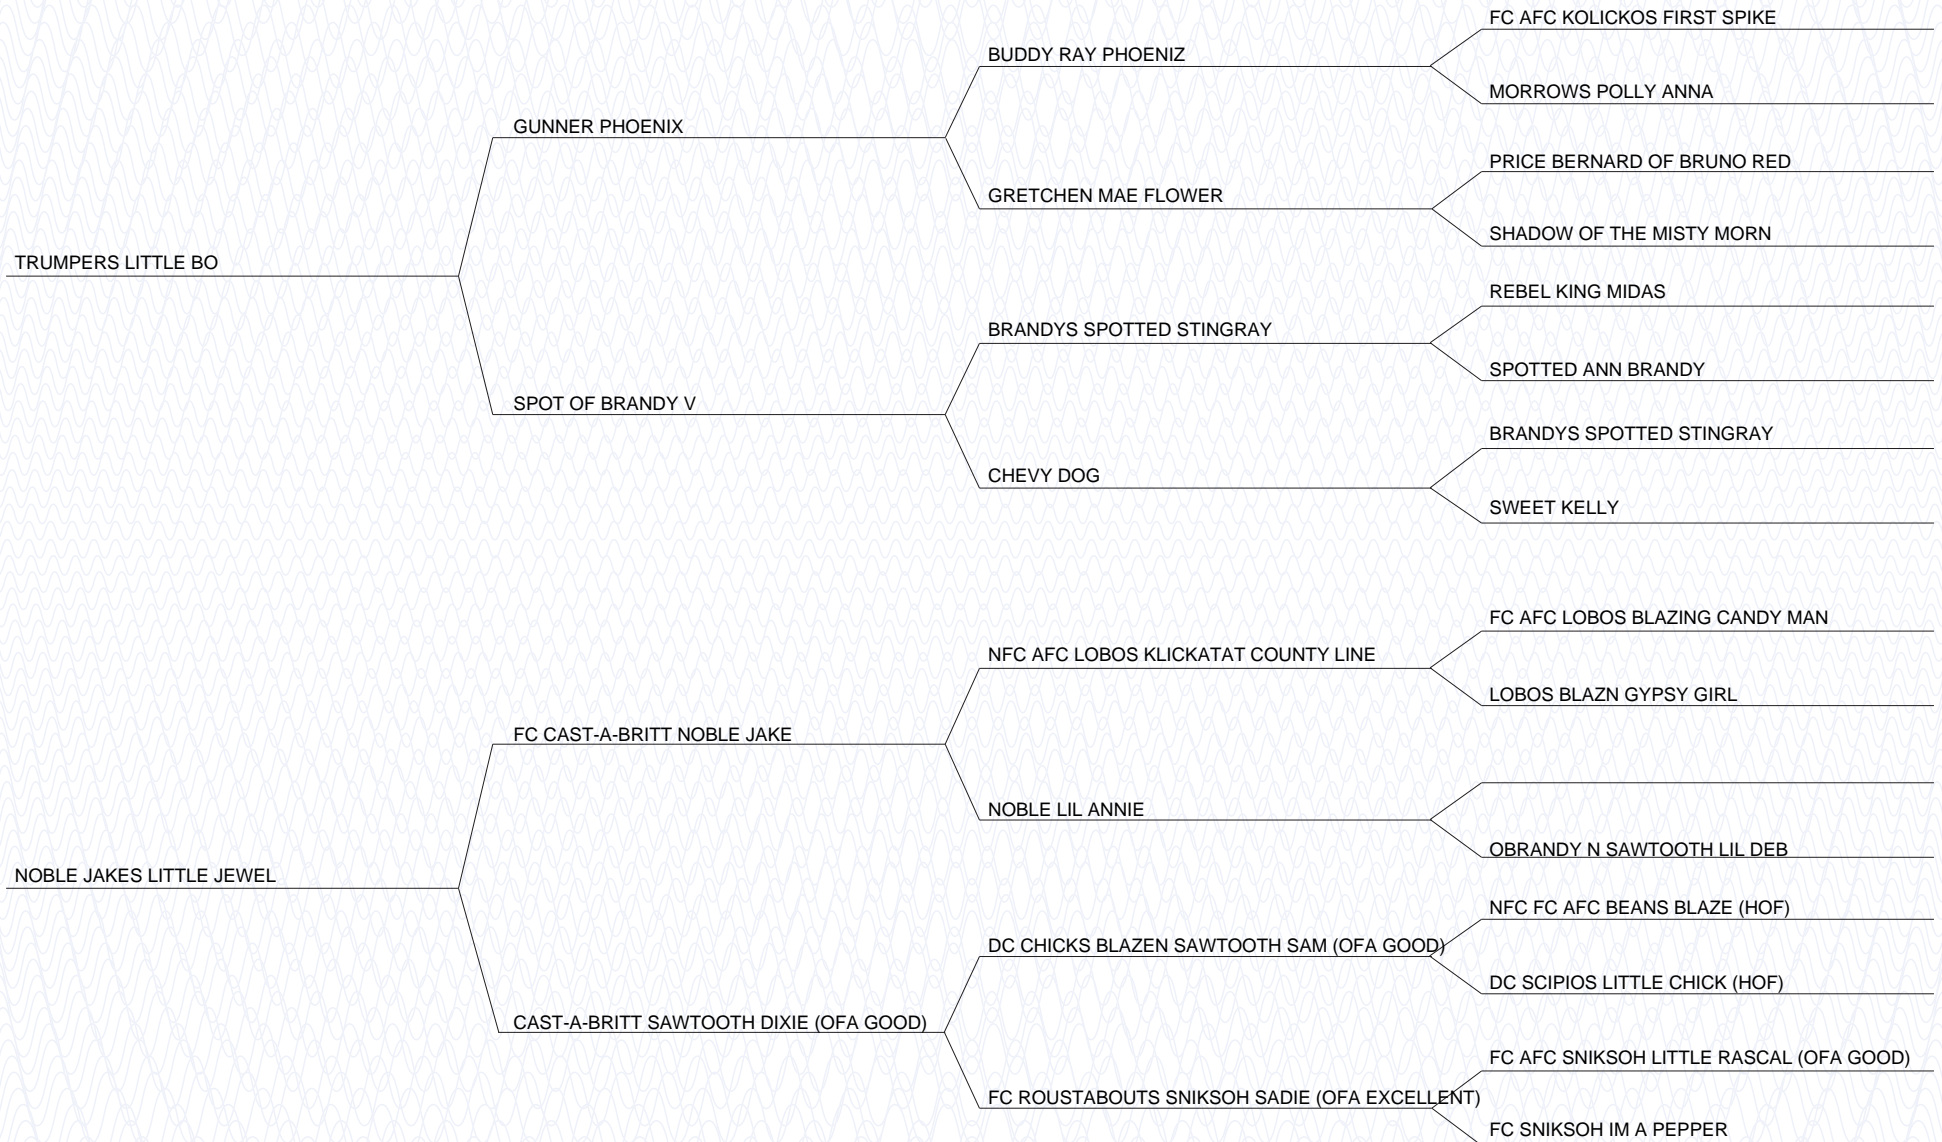 FC AFC KOLICKOS FIRST SPIKE
BUDDY RAY PHOENIZ
MORROWS POLLY ANNA
GUNNER PHOENIX
PRICE BERNARD OF BRUNO RED
GRETCHEN MAE FLOWER
SHADOW OF THE MISTY MORN
TRUMPERS LITTLE BO
REBEL KING MIDAS
BRANDYS SPOTTED STINGRAY
SPOTTED ANN BRANDY
SPOT OF BRANDY V
BRANDYS SPOTTED STINGRAY
CHEVY DOG
SWEET KELLY
FC AFC LOBOS BLAZING CANDY MAN
NFC AFC LOBOS KLICKATAT COUNTY LINE
LOBOS BLAZN GYPSY GIRL
FC CAST-A-BRITT NOBLE JAKE
NOBLE LIL ANNIE
OBRANDY N SAWTOOTH LIL DEB
NOBLE JAKES LITTLE JEWEL
NFC FC AFC BEANS BLAZE (HOF)
DC CHICKS BLAZEN SAWTOOTH SAM (OFA GOOD)
DC SCIPIOS LITTLE CHICK (HOF)
CAST-A-BRITT SAWTOOTH DIXIE (OFA GOOD)
FC AFC SNIKSOH LITTLE RASCAL (OFA GOOD)
FC ROUSTABOUTS SNIKSOH SADIE (OFA EXCELLENT)
FC SNIKSOH IM A PEPPER